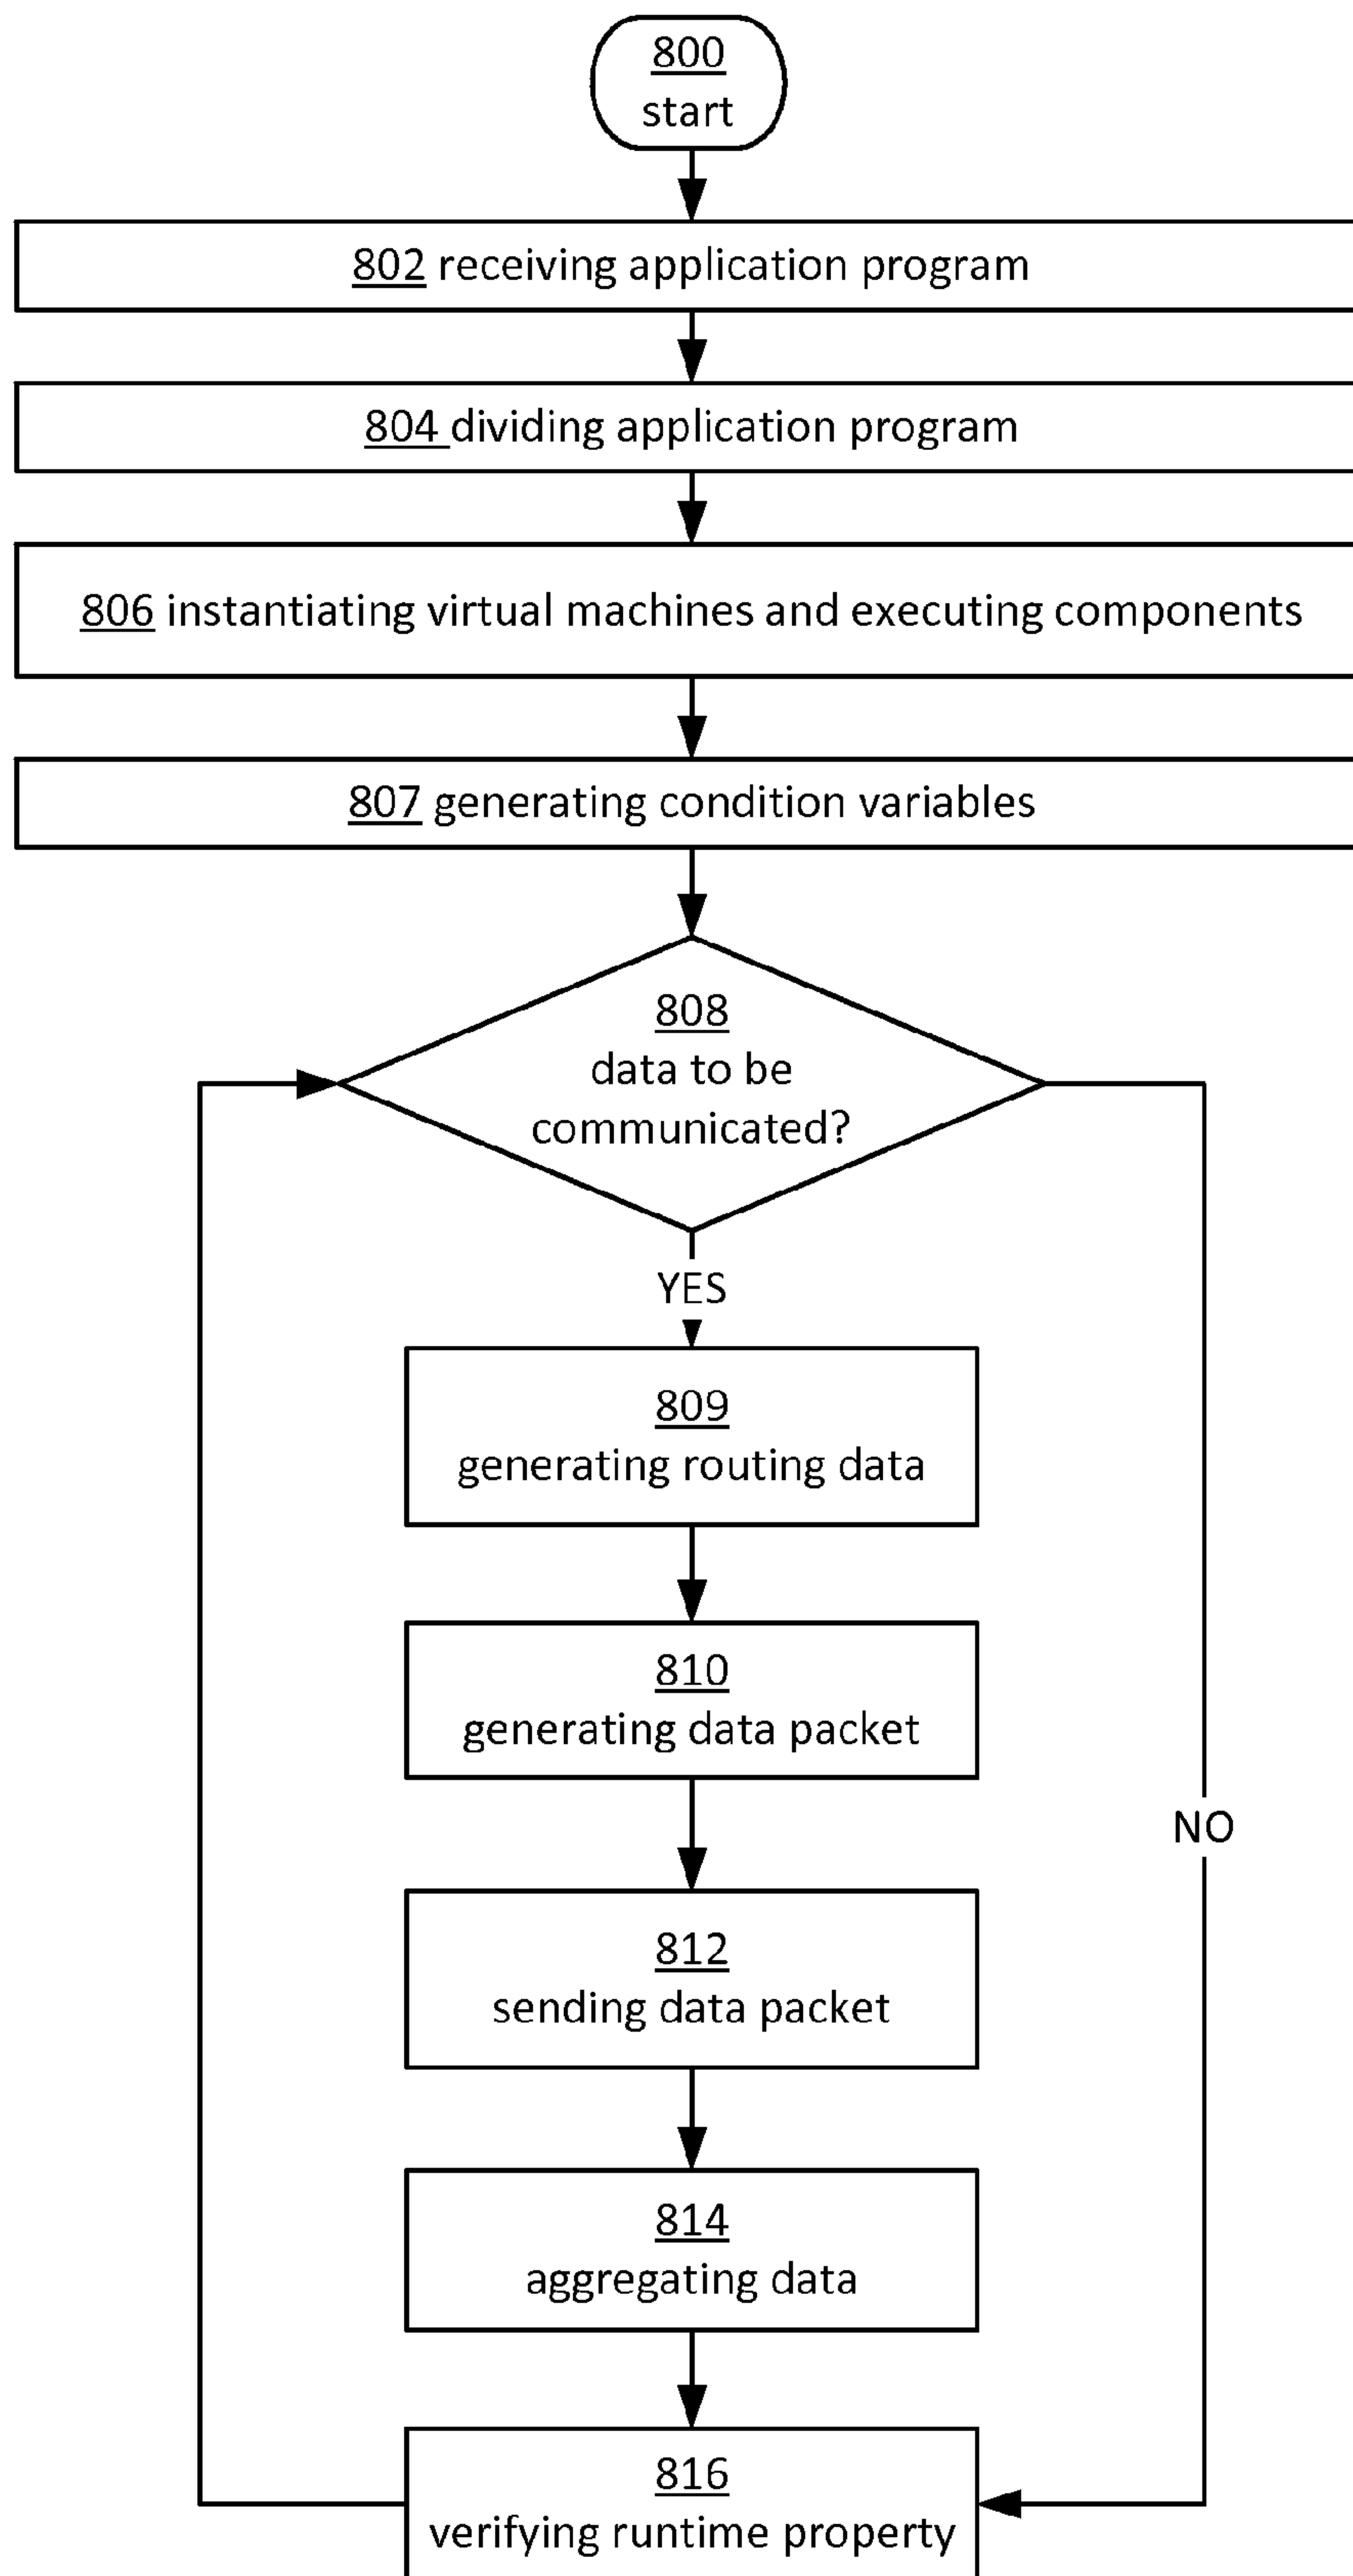 800
start
802 receiving application program
804 dividing application program
806 instantiating virtual machines and executing components
807 generating condition variables
808
data to be
communicated?
YES
809
generating routing data
810
generating data packet
NO
812
sending data packet
814
aggregating data
816
verifying runtime property